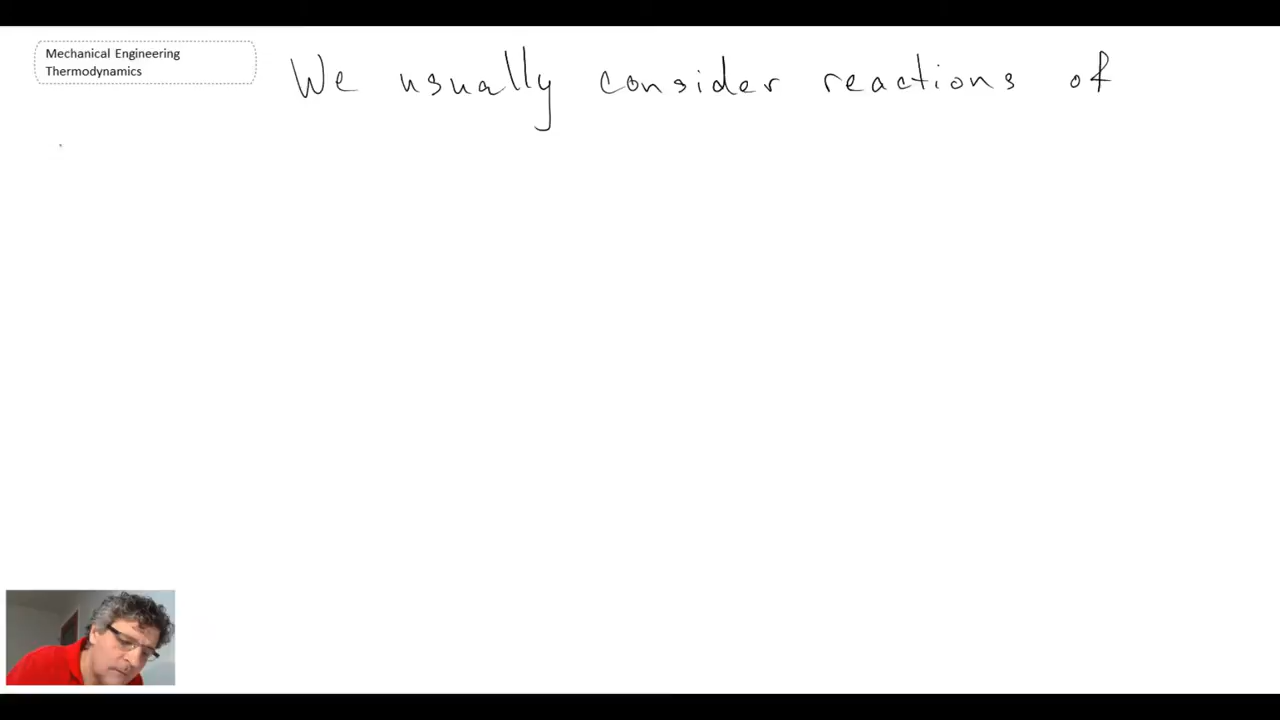 Mechanical Engineering
Thermodynamics
We usually consider reactions of